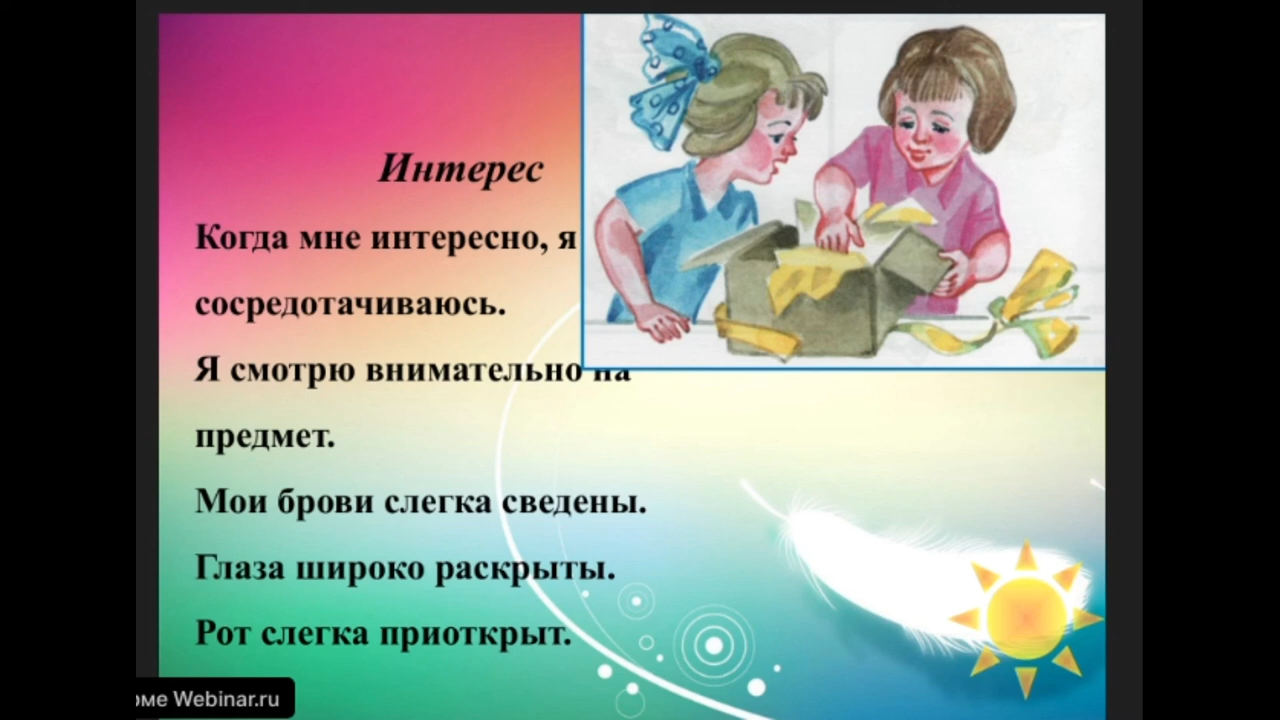 Интерес
Когда мне интересно, я
сосредотачиваюсь.
Я смотрю внимательно на
предмет.
Мои брови слегка сведены.
Глаза широко раскрыты.
Рот слегка приоткрыт.
Webinar.ru